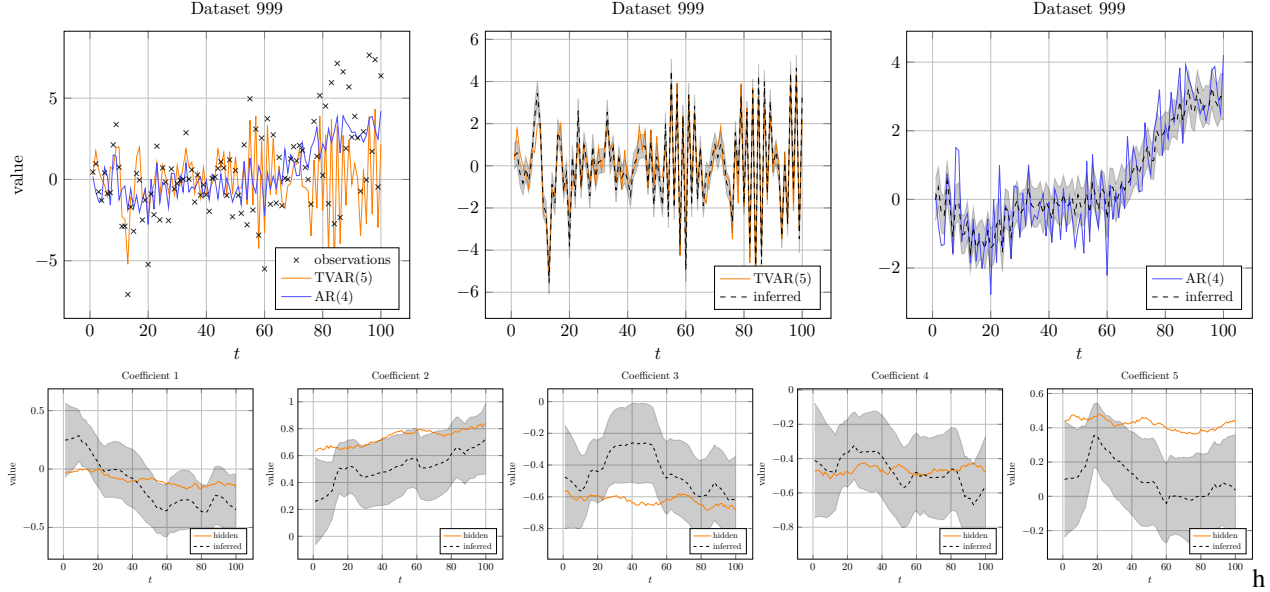 Dataset 999
Dataset 999
Dataset 999
value
5
0
−5
0
20
40
60
80
100
t
observations
TVAR(5)
AR(4)
6
4
2
0
−2
−4
−6
0
20
40
60
80
100
t
TVAR(5)
inferred
4
2
0
−2
0
20
40
60
80
100
t
AR(4)
inferred
Coefficient 1
value
0.5
0
−0.5
0
20
40
60
80
100
t
hidden
inferred
Coefficient 2
value
1
0.8
0.6
0.4
0.2
0
0
20
40
60
80
100
t
hidden
inferred
Coefficient 3
value
0
−0.2
−0.4
−0.6
−0.8
0
20
40
60
80
100
t
hidden
inferred
Coefficient 4
value
0
−0.2
−0.4
−0.6
−0.8
0
20
40
60
80
100
t
hidden
inferred
Coefficient 5
value
0.6
0.4
0.2
0
−0.2
0
20
40
60
80
100
t
hidden
inferred
h